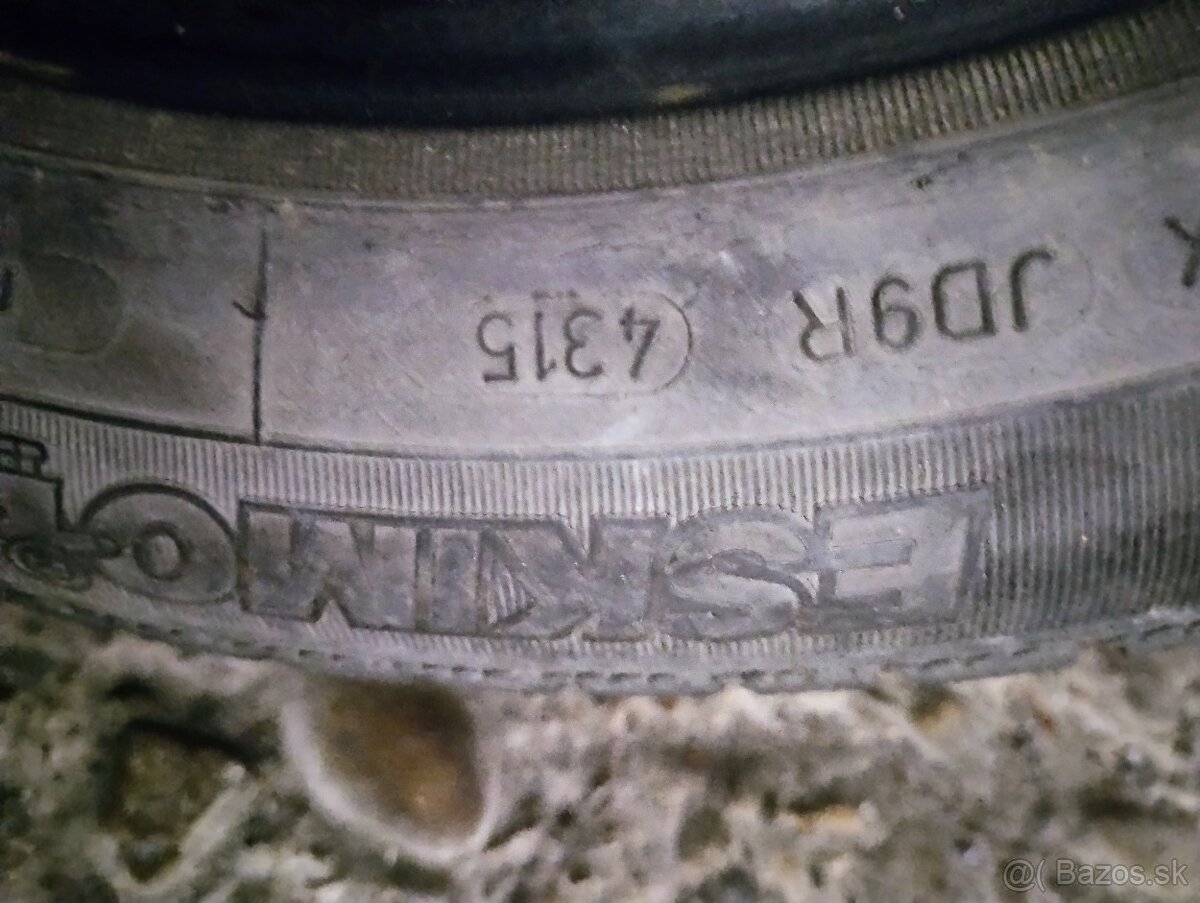 JD9R 4315
ESKIMO
@( Bazos.sk